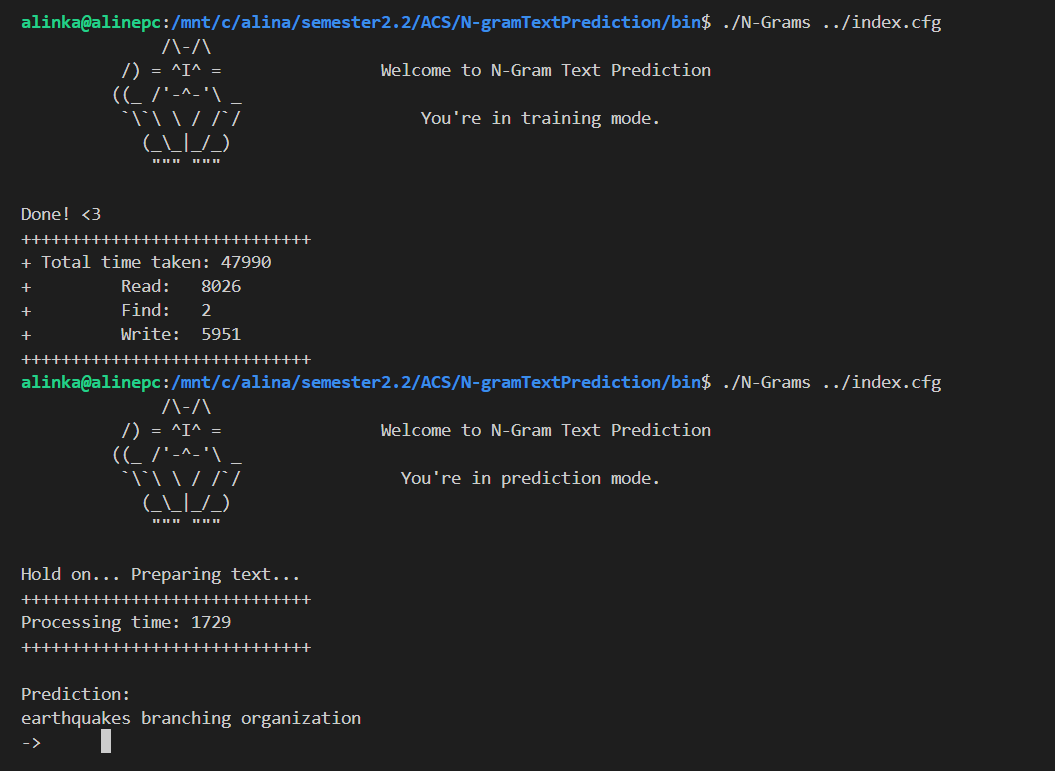 alinka@alinepc:/mnt/c/alina/semester2.2/ACS/N-gramTextPrediction/bin$ ./N-Grams ../index.cfg
              /\-/\
          /) = ^I^ =                Welcome to N-Gram Text Prediction
         ((_ /'-^-'\ _
          `\`\ \ / /`/                  You're in training mode.
            (_\_|_/_)
             """ """
Done! <3
+++++++++++++++++++++++++++++
+ Total time taken: 47990
+         Read:   8026
+         Find:   2
+         Write:  5951
+++++++++++++++++++++++++++++
alinka@alinepc:/mnt/c/alina/semester2.2/ACS/N-gramTextPrediction/bin$ ./N-Grams ../index.cfg
              /\-/\
          /) = ^I^ =                Welcome to N-Gram Text Prediction
         ((_ /'-^-'\ _
          `\`\ \ / /`/                You're in prediction mode.
            (_\_|_/_)
             """ """
Hold on... Preparing text...
+++++++++++++++++++++++++++++
Processing time: 1729
+++++++++++++++++++++++++++++
Prediction:
earthquakes branching organization
->